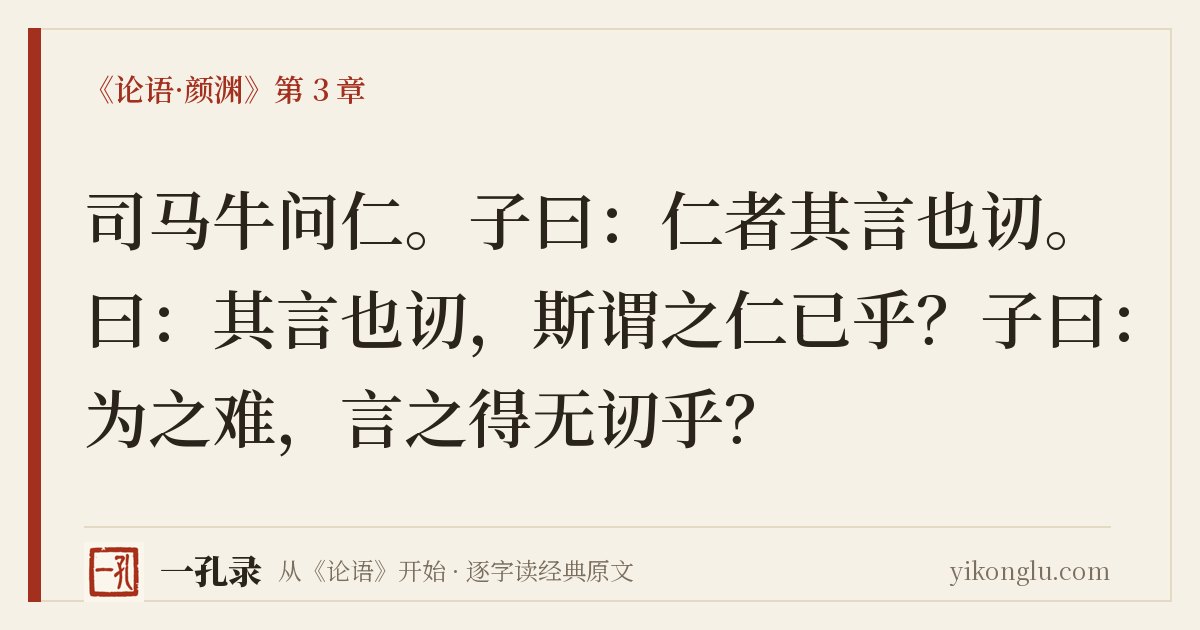 《论语·颜渊》第 3 章
司马牛问仁。子曰：仁者其言也讱。
曰：其言也讱，斯谓之仁已乎？子曰：
为之难，言之得无讱乎？
一孔
一孔录 从《论语》开始 · 逐字读经典原文 yikonglu.com